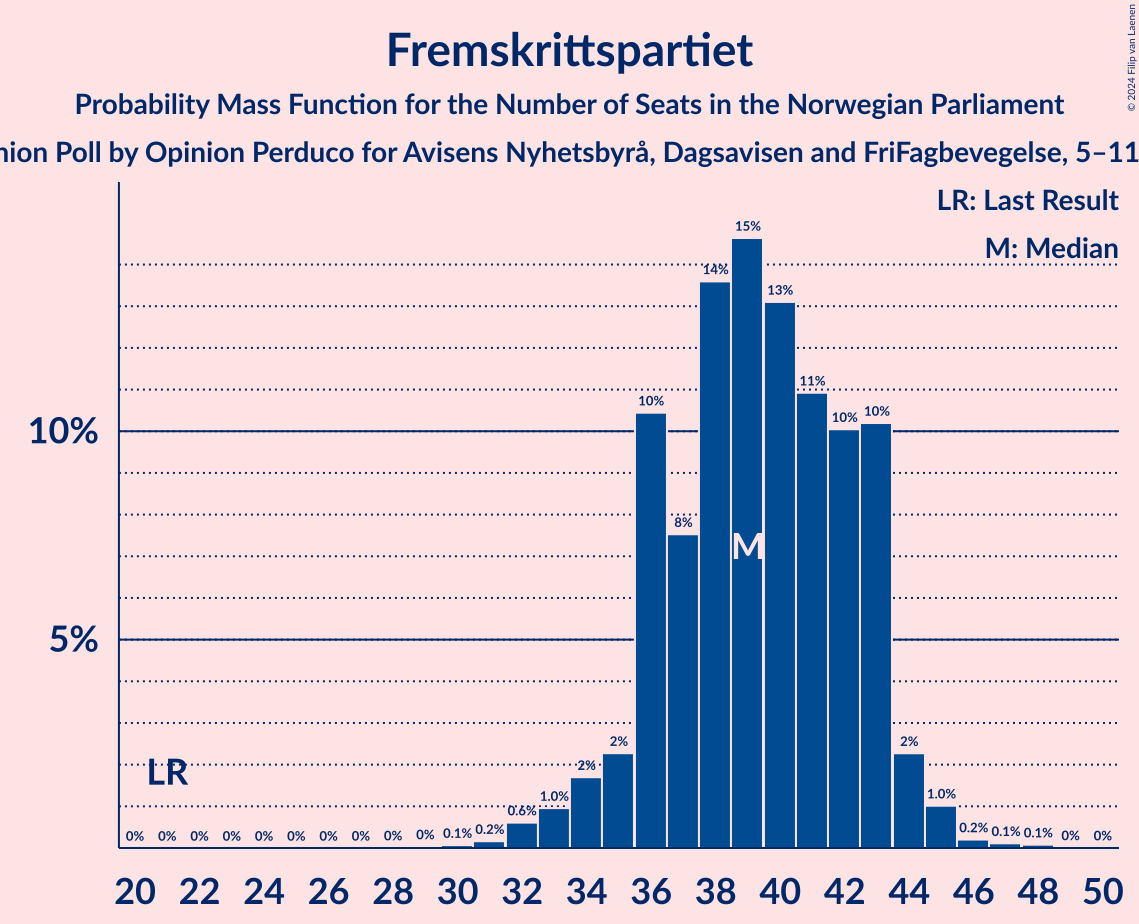 Fremskrittspartiet
Probability Mass Function for the Number of Seats in the Norwegian Parliament
nion Poll by Opinion Perduco for Avisens Nyhetsbyrå, Dagsavisen and FriFagbevegelse, 5–11
© 2024 Filip van Laenen
LR: Last Result
M: Median
15%
14%
13%
11%
10%
10% 10%
10%
8%
M
5%
2% 2%
2%
LR
1.0% 1.0%
0.6%
0% 0% 0% 0% 0% 0% 0% 0% 0% 0% 0.1% 0.2% 0.2% 0.1% 0.1% 0% 0%
20 22 24 26 28 30 32 34 36 38 40 42 44 46 48 50